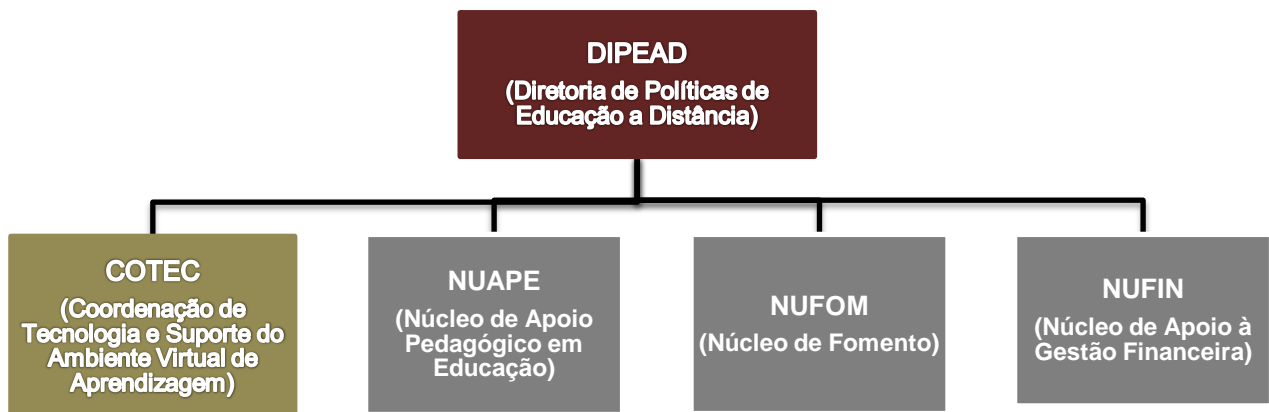 DIPEAD
(Diretoria de Políticas de
Educação a Distância)
COTEC
(Coordenação de
Tecnologia e Suporte do
Ambiente Virtual de
Aprendizagem)
NUAPE
(Núcleo de Apoio
Pedagógico em
Educação)
NUFOM
(Núcleo de Fomento)
NUFIN
(Núcleo de Apoio à
Gestão Financeira)